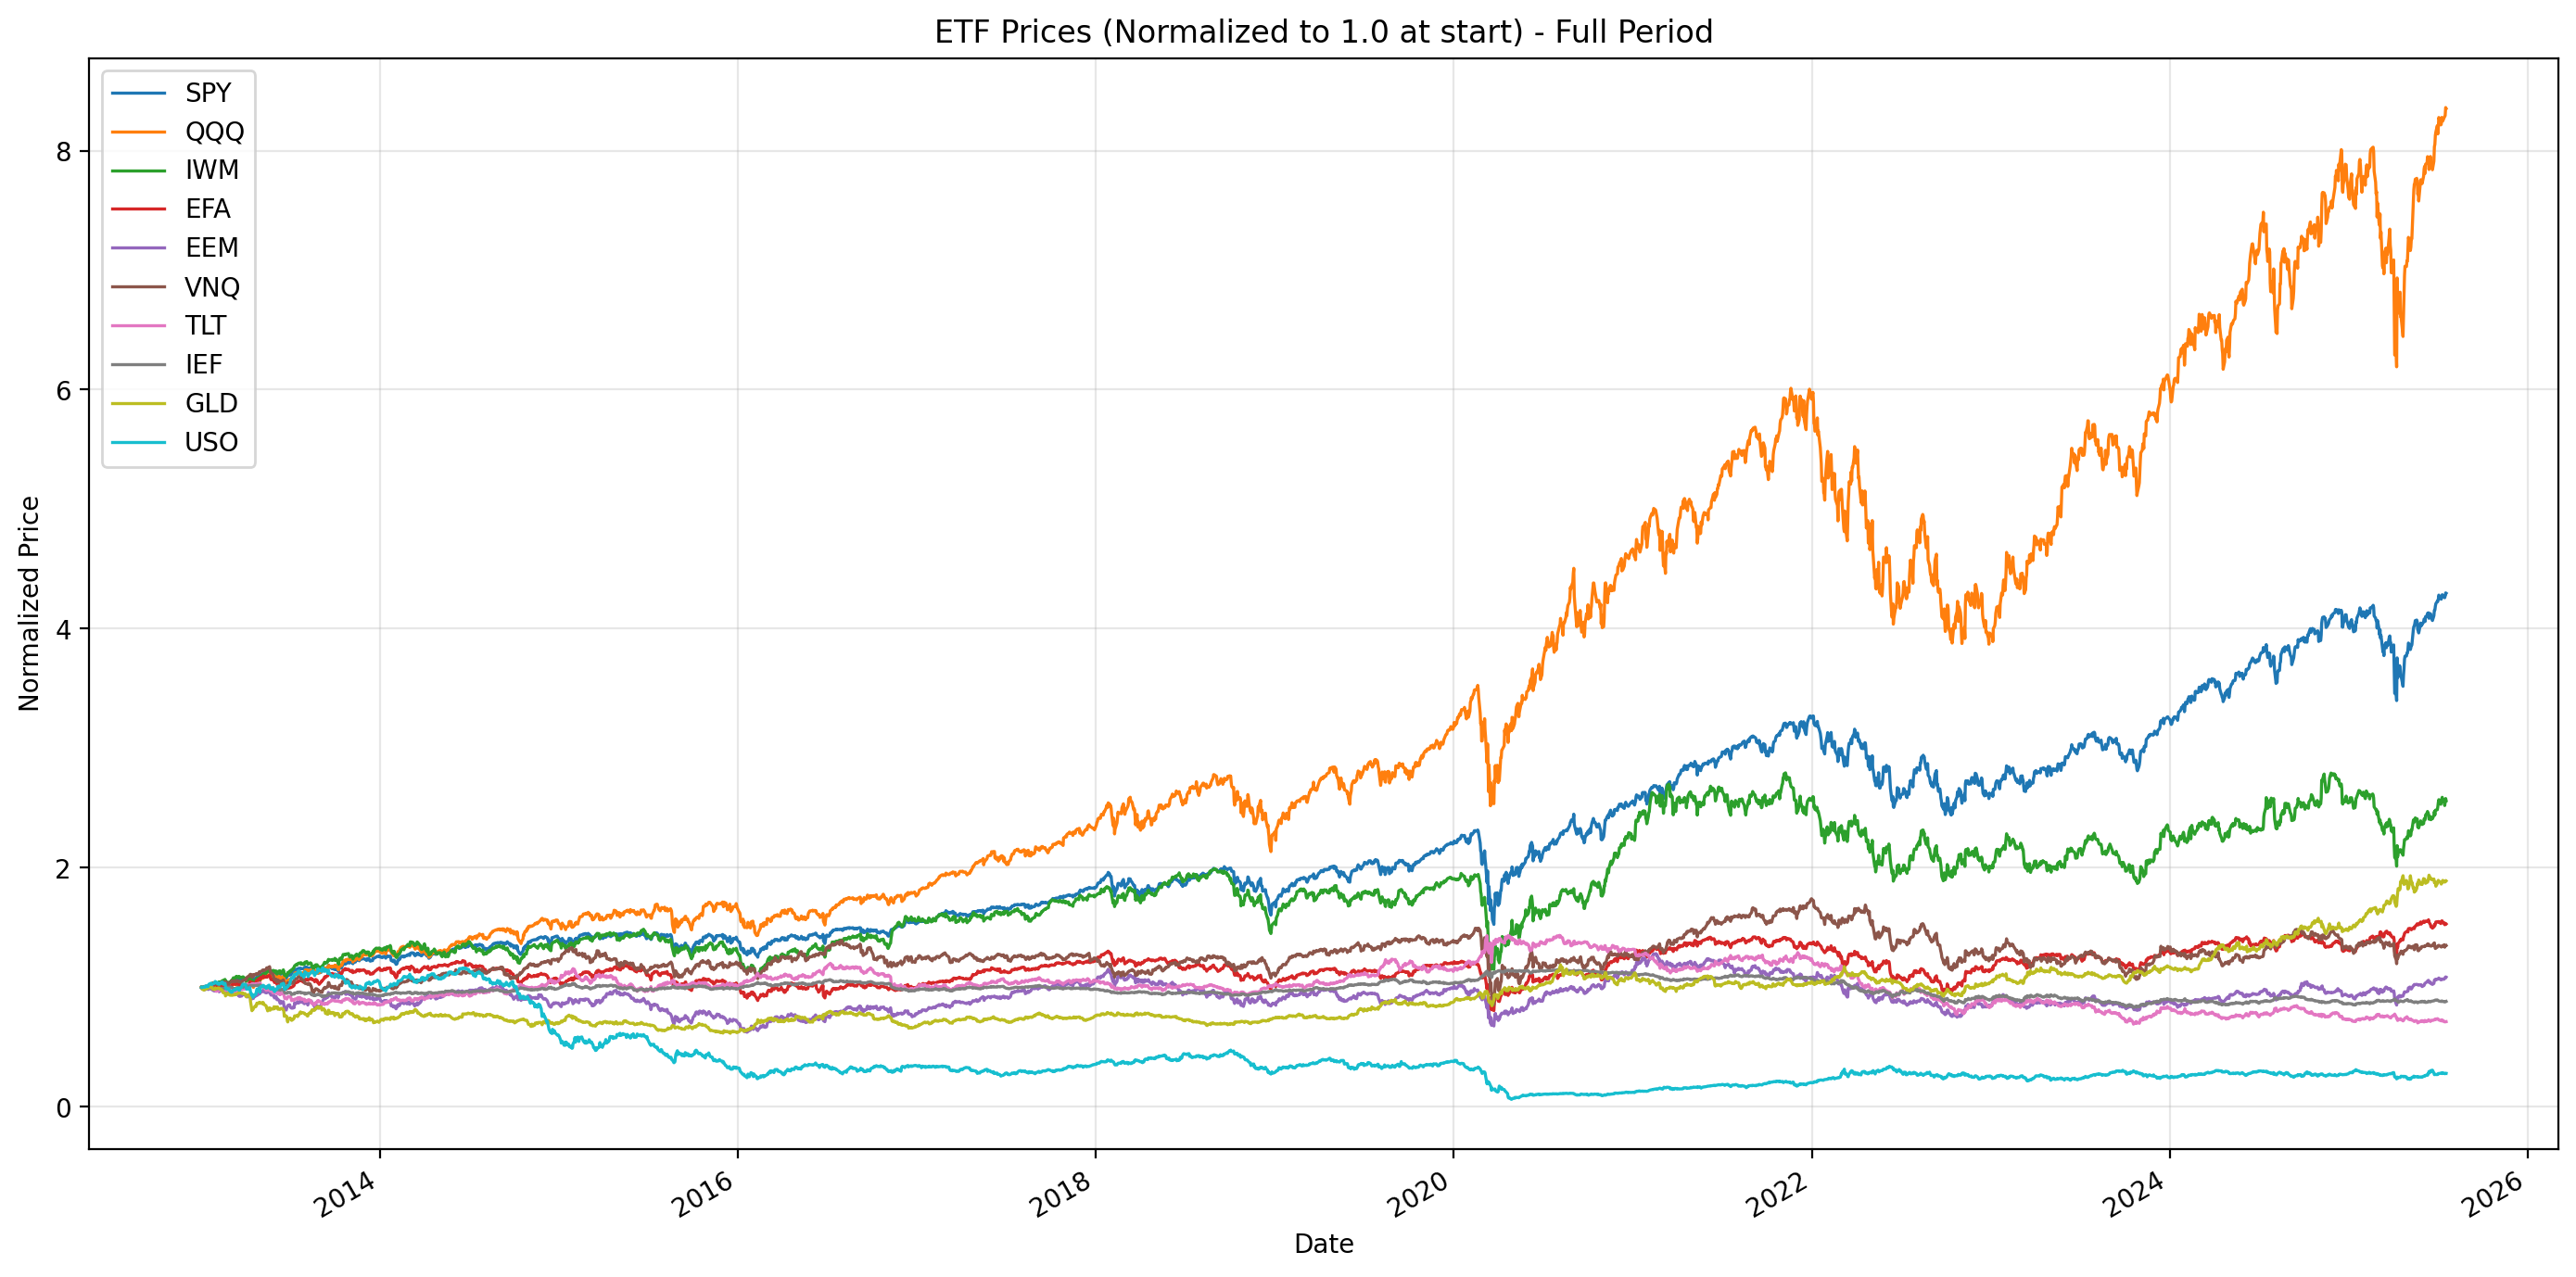 ETF Prices (Normalized to 1.0 at start) - Full Period
SPY
QQQ
IWM
EFA
EEM
VNQ
TLT
IEF
GLD
USO
Normalized Price
8
6
4
2
0
2014
2016
2018
2020
2022
2024
2026
Date